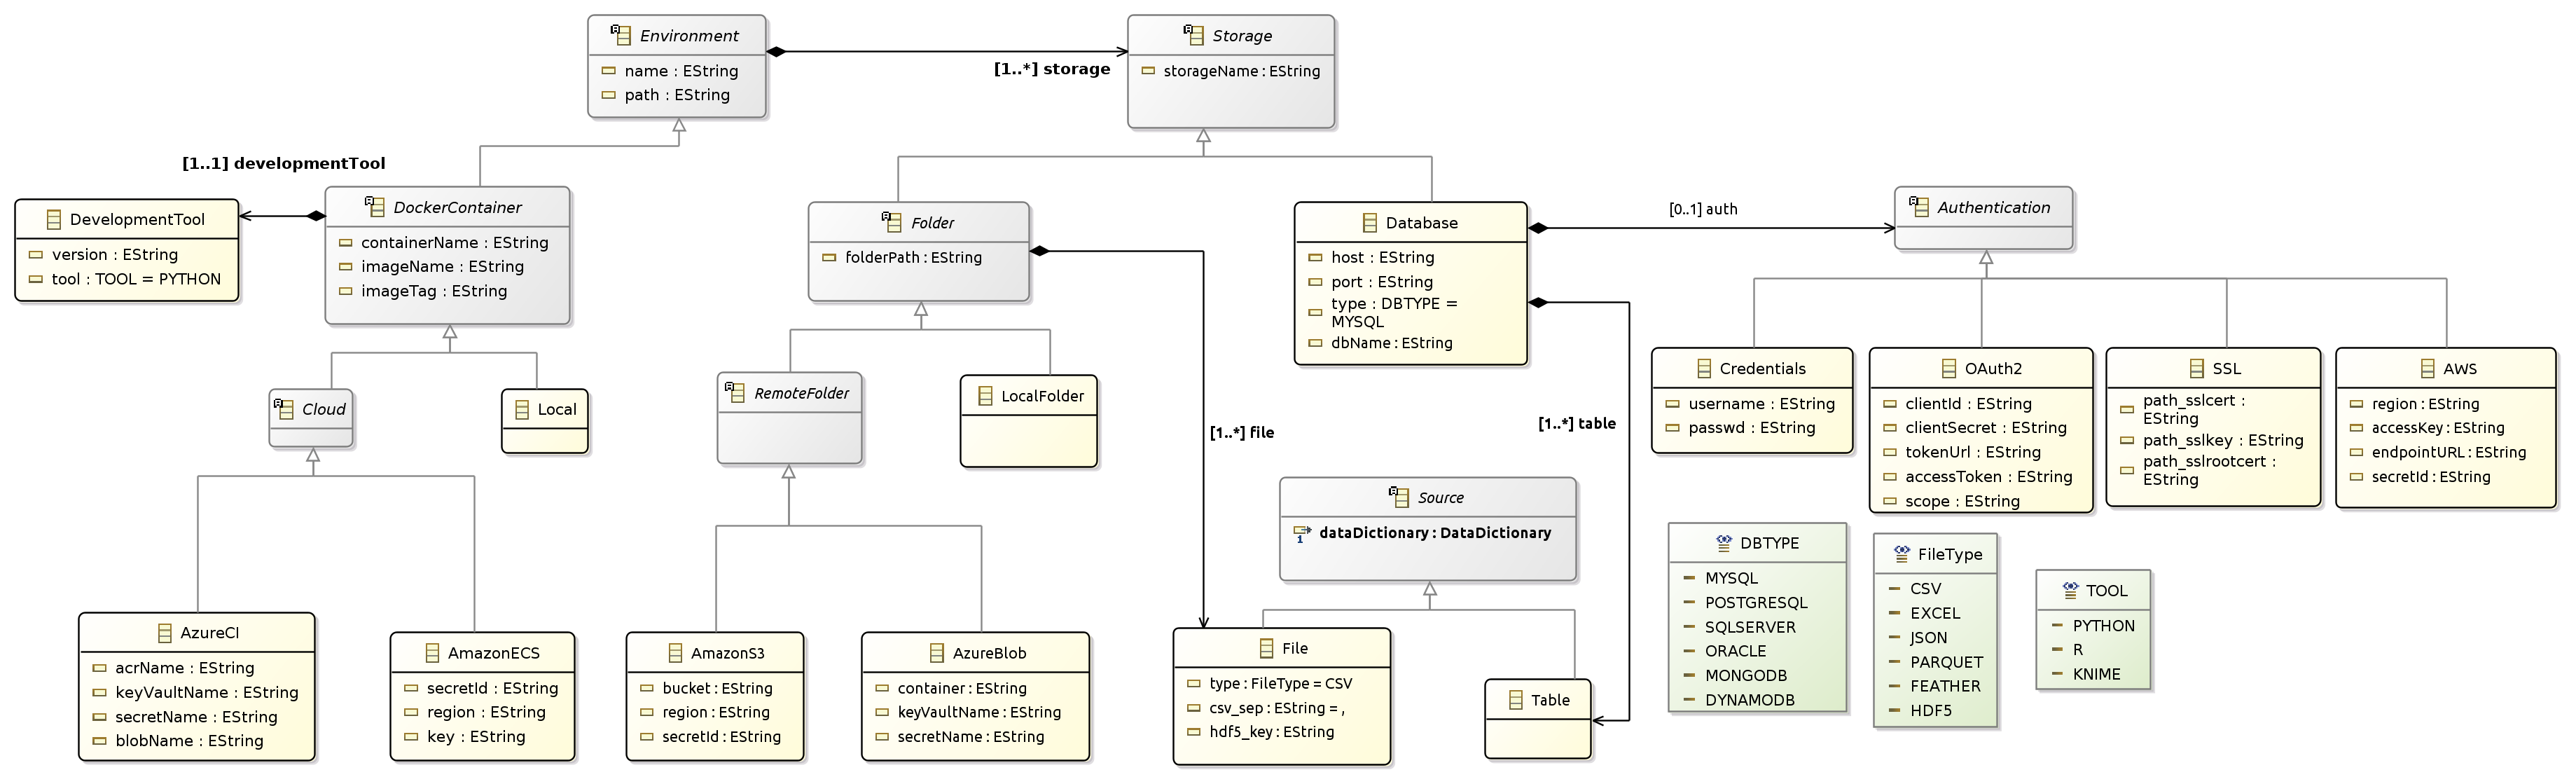 Environment
name : EString
path : EString
[1..*] storage
Storage
storageName : EString
[1..1] developmentTool
DevelopmentTool
version : EString
tool : TOOL = PYTHON
DockerContainer
containerName : EString
imageName : EString
imageTag : EString
Folder
folderPath : EString
Database
host : EString
port : EString
type : DBTYPE =
MYSQL
dbName : EString
[0..1] auth
Authentication
Cloud
Local
RemoteFolder
LocalFolder
[1..*] file
[1..*] table
Credentials
username : EString
passwd : EString
OAuth2
clientId : EString
clientSecret : EString
tokenUrl : EString
accessToken : EString
scope : EString
SSL
path_sslcert :
EString
path_sslkey : EString
path_sslrootcert :
EString
AWS
region : EString
accessKey : EString
endpointURL : EString
secretId : EString
Source
dataDictionary : DataDictionary
DBTYPE
MYSQL
POSTGRESQL
SQLSERVER
ORACLE
MONGODB
DYNAMODB
FileType
CSV
EXCEL
JSON
PARQUET
FEATHER
HDF5
TOOL
PYTHON
R
KNIME
AzureCI
acrName : EString
keyVaultName : EString
secretName : EString
blobName : EString
AmazonECS
secretId : EString
region : EString
key : EString
AmazonS3
bucket : EString
region : EString
secretId : EString
AzureBlob
container : EString
keyVaultName : EString
secretName : EString
File
type : FileType = CSV
csv_sep : EString = ,
hdf5_key : EString
Table